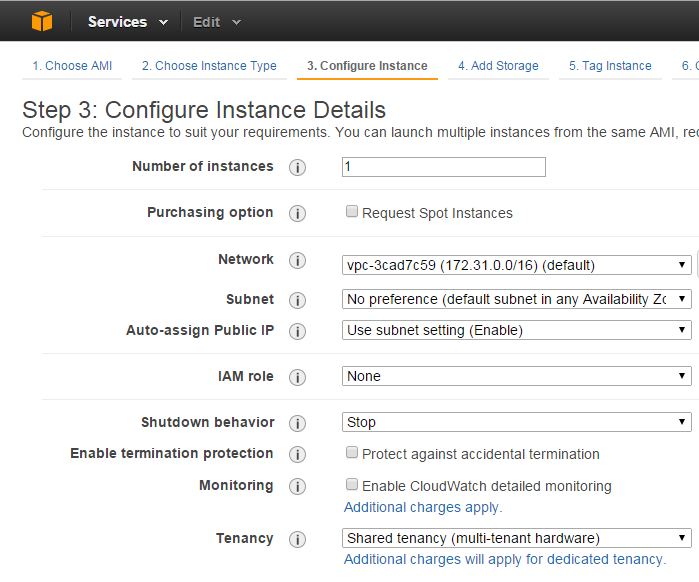 Services Edit
1. Choose AMI 2. Choose Instance Type 3. Configure Instance 4. Add Storage 5. Tag Instance 6.
Step 3: Configure Instance Details
Configure the instance to suit your requirements. You can launch multiple instances from the same AMI,
Number of instances i 1
Purchasing option i Request Spot Instances
Network i vpc-3cad7c59 (172.31.0.0/16) (default)
Subnet i No preference (default subnet in any Availability Zo
Auto-assign Public IP i Use subnet setting (Enable)
IAM role i None
Shutdown behavior i Stop
Enable termination protection i Protect against accidental termination
Monitoring i Enable CloudWatch detailed monitoring
Additional charges apply.
Tenancy i Shared tenancy (multi-tenant hardware)
Additional charges will apply for dedicated tenancy.